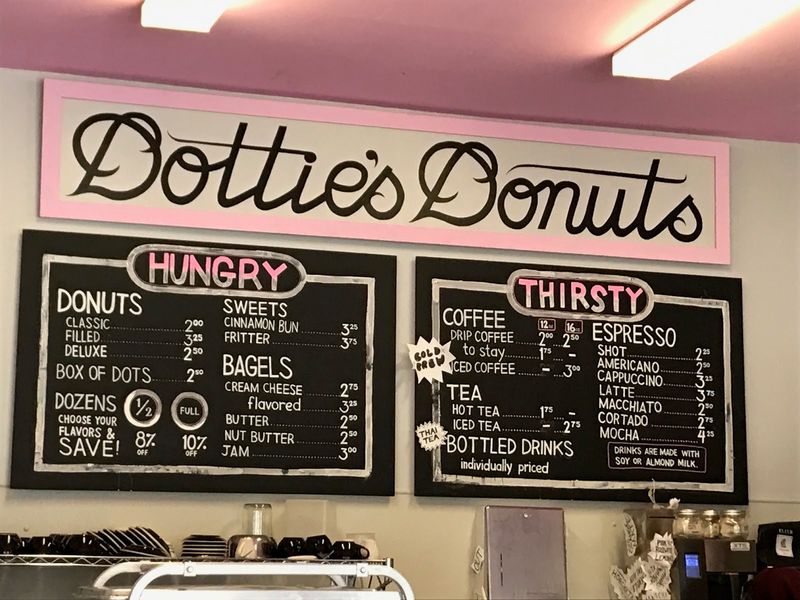 Dottie's Donuts
HUNGRY
DONUTS
CLASSIC 2.00
FILLED 3.25
DELUXE 2.50
BOX OF DOTS 2.50
DOZENS
1/2
FULL
CHOOSE YOUR
FLAVORS &
SAVE!
8% OFF
10% OFF
SWEETS
CINNAMON BUN 3.25
FRITTER 3.75
BAGELS
CREAM CHEESE 2.75
flavored 3.25
BUTTER 2.50
NUT BUTTER 2.50
JAM 3.00
THIRSTY
COFFEE 12oz 16oz
DRIP COFFEE 2.00 2.50
to stay 1.75 –
COLD BREW
ICED COFFEE – 3.00
TEA
HOT TEA 1.75 –
ICED TEA – 2.75
THAI TEA
BOTTLED DRINKS
individually priced
ESPRESSO
SHOT 2.25
AMERICANO 2.50
CAPPUCCINO 3.25
LATTE 3.75
MACCHIATO 2.50
CORTADO 2.75
MOCHA 4.25
DRINKS ARE MADE WITH
SOY OR ALMOND MILK.